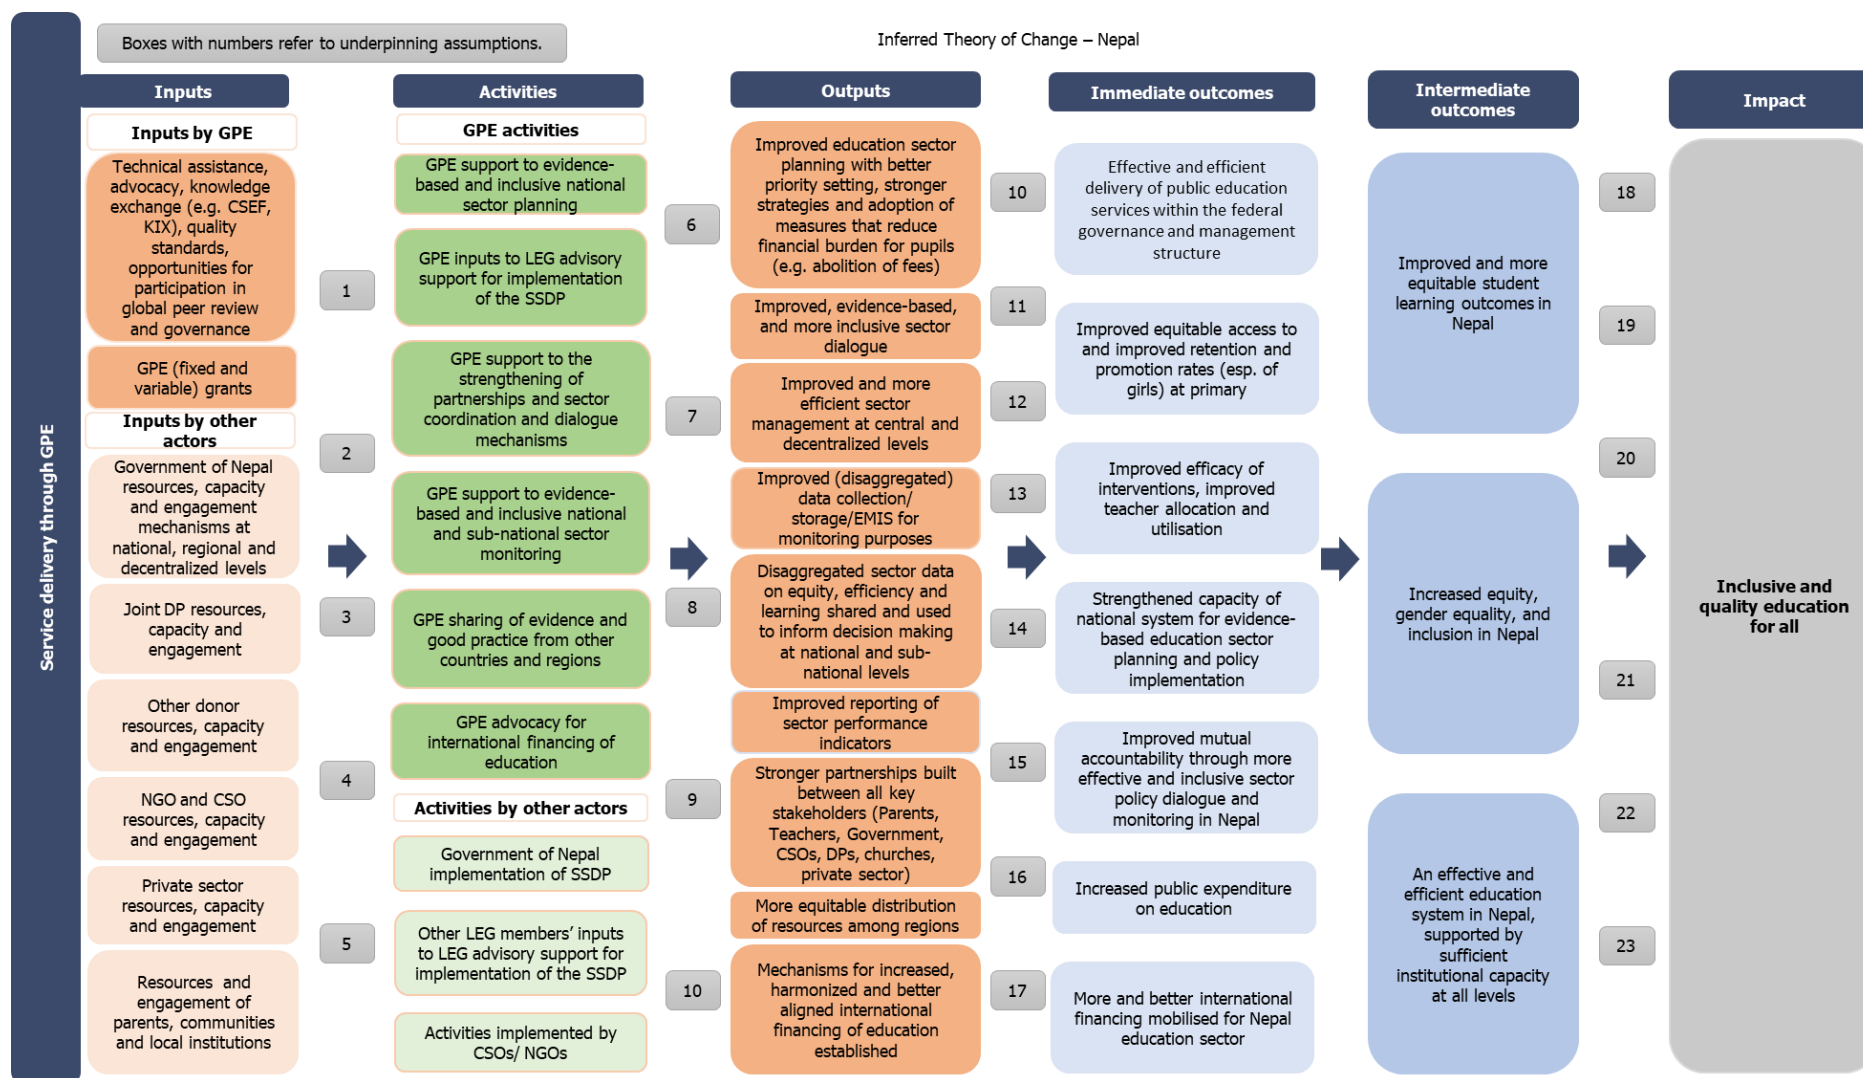 Boxes with numbers refer to underpinning assumptions.
Inferred Theory of Change – Nepal
Service delivery through GPE
Inputs
Inputs by GPE
Technical assistance,
advocacy, knowledge
exchange (e.g. CSEF,
KIX), quality
standards,
opportunities for
participation in
global peer review
and governance
GPE (fixed and
variable) grants
Inputs by other
actors
Government of Nepal
resources, capacity
and engagement
mechanisms at
national, regional and
decentralized levels
Joint DP resources,
capacity and
engagement
Other donor
resources, capacity
and engagement
NGO and CSO
resources, capacity
and engagement
Private sector
resources, capacity
and engagement
Resources and
engagement of
parents, communities
and local institutions
1
2
3
4
5
Activities
GPE activities
GPE support to evidence-
based and inclusive national
sector planning
GPE inputs to LEG advisory
support for implementation
of the SSDP
GPE support to the
strengthening of
partnerships and sector
coordination and dialogue
mechanisms
GPE support to evidence-
based and inclusive national
and sub-national sector
monitoring
GPE sharing of evidence and
good practice from other
countries and regions
GPE advocacy for
international financing of
education
Activities by other actors
Government of Nepal
implementation of SSDP
Other LEG members’ inputs
to LEG advisory support for
implementation of the SSDP
Activities implemented by
CSOs/ NGOs
6
7
8
9
10
Outputs
Improved education sector
planning with better
priority setting, stronger
strategies and adoption of
measures that reduce
financial burden for pupils
(e.g. abolition of fees)
Improved, evidence-based,
and more inclusive sector
dialogue
Improved and more
efficient sector
management at central and
decentralized levels
Improved (disaggregated)
data collection/
storage/EMIS for
monitoring purposes
Disaggregated sector data
on equity, efficiency and
learning shared and used
to inform decision making
at national and sub-
national levels
Improved reporting of
sector performance
indicators
Stronger partnerships built
between all key
stakeholders (Parents,
Teachers, Government,
CSOs, DPs, churches,
private sector)
More equitable distribution
of resources among regions
Mechanisms for increased,
harmonized and better
aligned international
financing of education
established
10
11
12
13
14
15
16
17
Immediate outcomes
Effective and efficient
delivery of public education
services within the federal
governance and management
structure
Improved equitable access to
and improved retention and
promotion rates (esp. of
girls) at primary
Improved efficacy of
interventions, improved
teacher allocation and
utilisation
Strengthened capacity of
national system for evidence-
based education sector
planning and policy
implementation
Improved mutual
accountability through more
effective and inclusive sector
policy dialogue and
monitoring in Nepal
Increased public expenditure
on education
More and better international
financing mobilised for Nepal
education sector
Intermediate
outcomes
Improved and more
equitable student
learning outcomes in
Nepal
Increased equity,
gender equality, and
inclusion in Nepal
An effective and
efficient education
system in Nepal,
supported by
sufficient
institutional capacity
at all levels
18
19
20
21
22
23
Impact
Inclusive and
quality education
for all